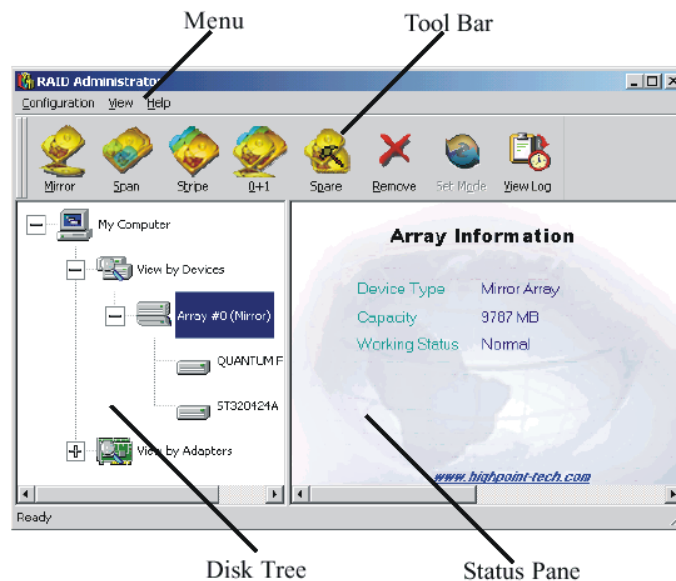 Menu
Tool Bar
RAID Administrator
Configuration View Help
Mirror Span Stripe 0+1 Spare Remove Set Mode View Log
My Computer
View by Devices
Array #0 (Mirror)
QUANTUM F
ST320424A
View by Adapters
Array Information
Device Type Mirror Array
Capacity 9787 MB
Working Status Normal
www.highpoint-tech.com
Ready
Disk Tree
Status Pane